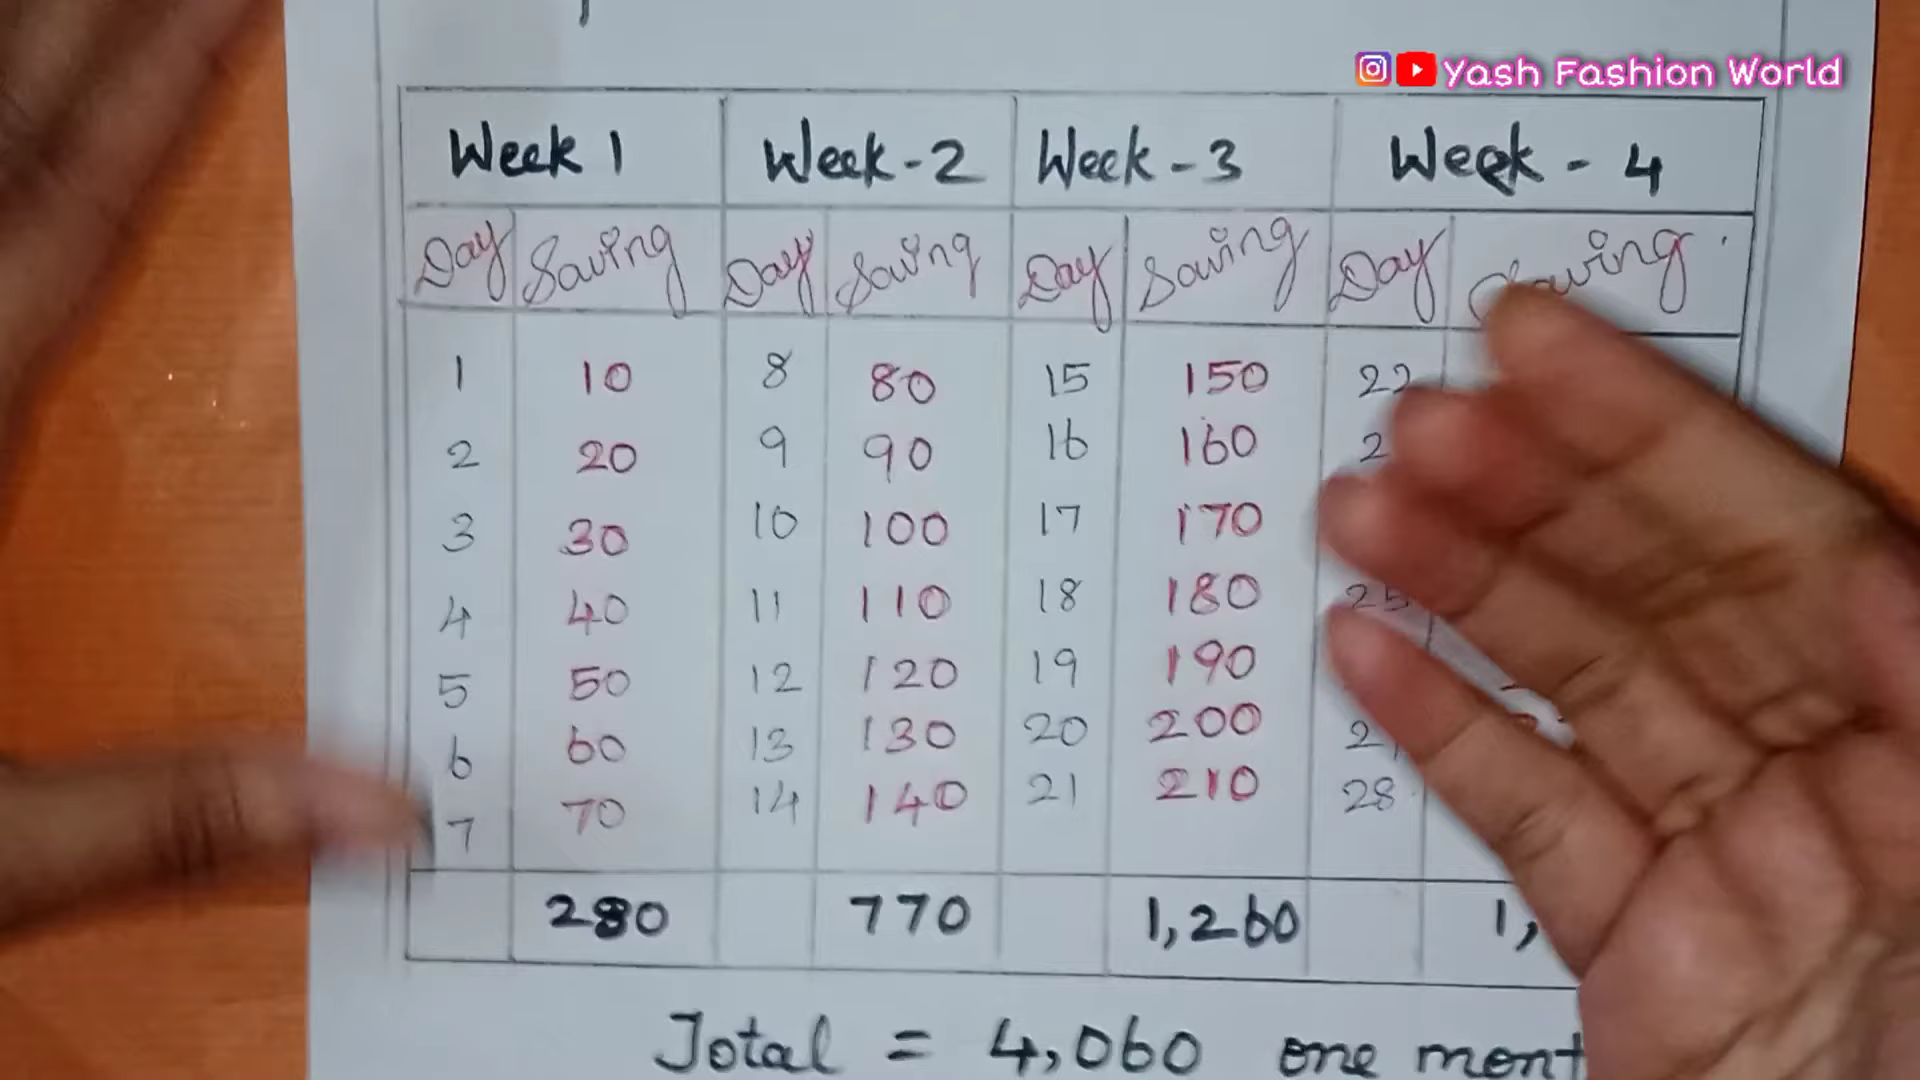 Yash Fashion World
Week 1 Week-2 Week-3 Week-4
Day Saving Day Saving Day Saving Day Saving
1 10 8 80 15 150 22
2 20 9 90 16 160
3 30 10 100 17 170
4 40 11 110 18 180 25
5 50 12 120 19 190
6 60 13 130 20 200
7 70 14 140 21 210 28
280 770 1,260
Total = 4,060 one